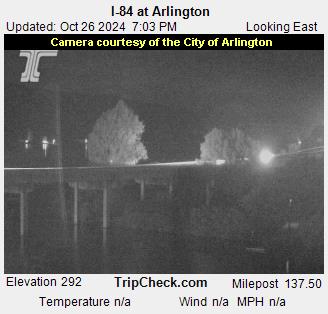 I-84 at Arlington
Updated: Oct 26 2024 7:03 PM Looking East
Camera courtesy of the City of Arlington
Elevation 292 TripCheck.com Milepost 137.50
Temperature n/a Wind n/a MPH n/a